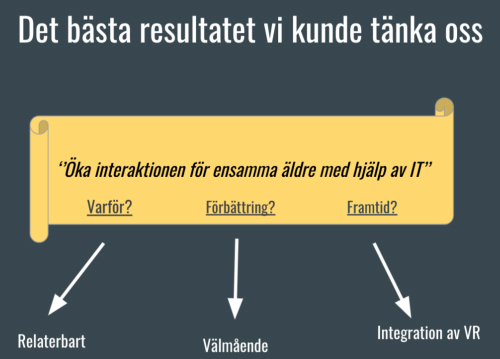 Det bästa resultatet vi kunde tänka oss
‘’Öka interaktionen för ensamma äldre med hjälp av IT’’
Varför? Förbättring? Framtid?
Relaterbart Välmående Integration av VR